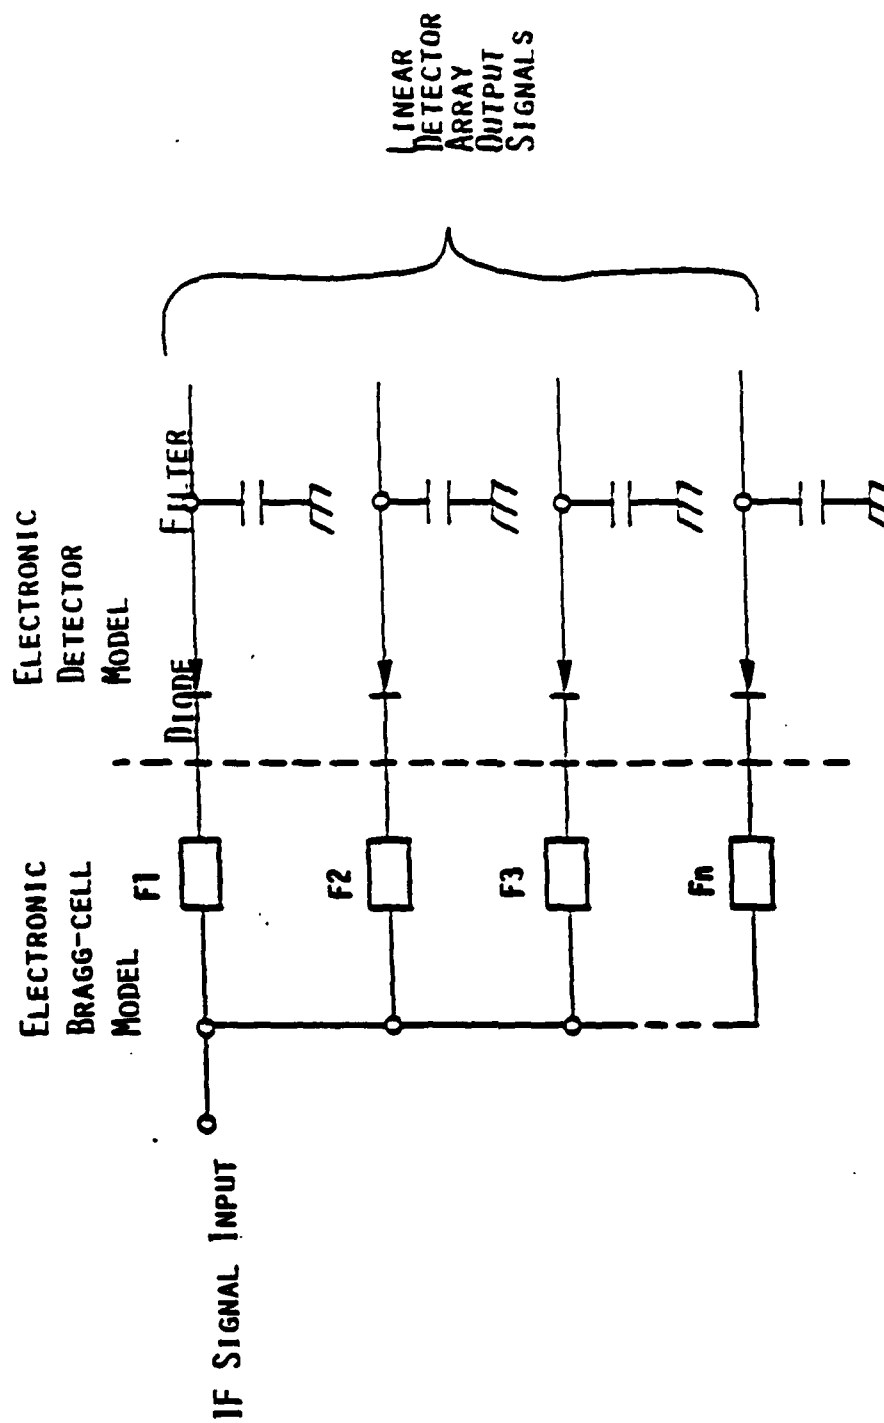 IF SIGNAL INPUT
ELECTRONIC
BRAGG-CELL
MODEL
F1
F2
F3
Fn
ELECTRONIC
DETECTOR
MODEL
DIODE
FILTER
LINEAR
DETECTOR
ARRAY
OUTPUT
SIGNALS